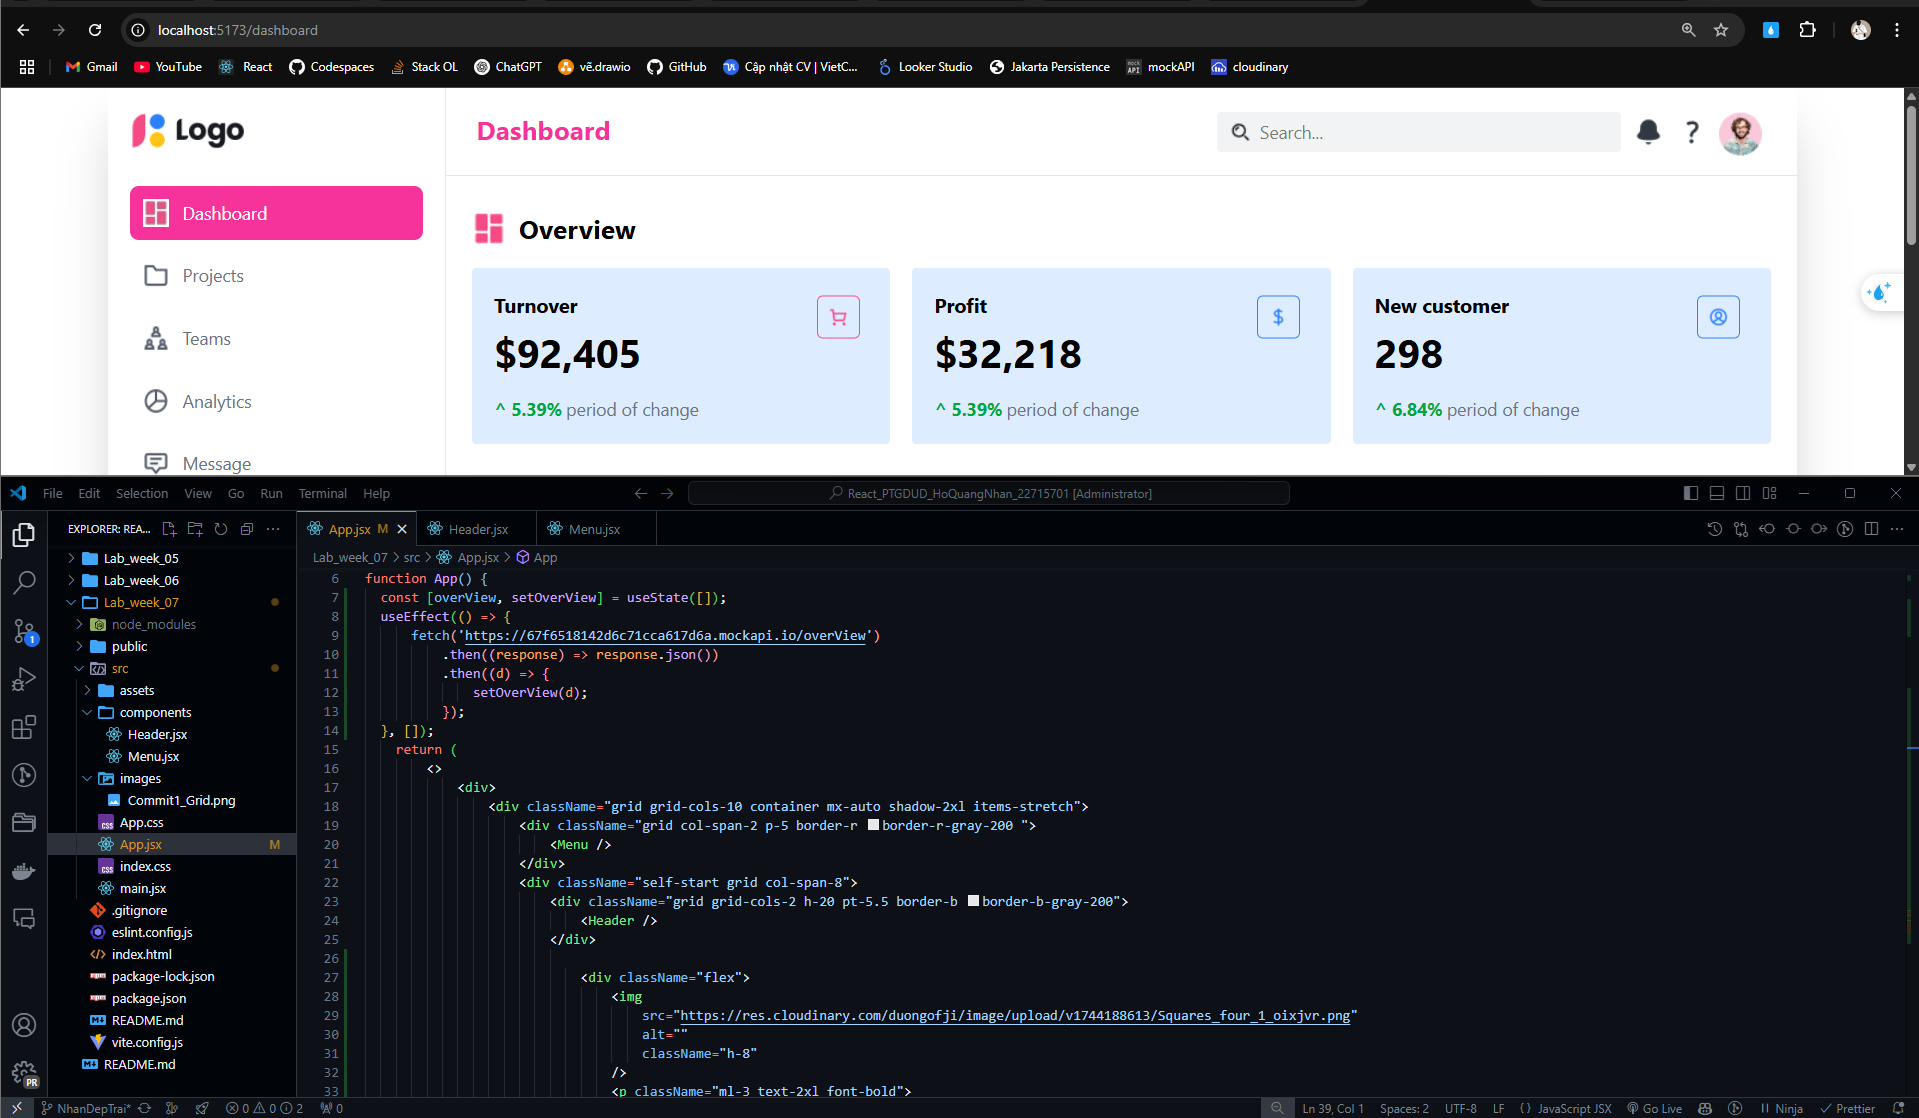 localhost:5173/dashboard
Gmail YouTube React Codespaces Stack OL ChatGPT vẽ.drawio GitHub Cập nhật CV | VietC... Looker Studio Jakarta Persistence mockAPI cloudinary
Logo
Dashboard
Search...
?
Dashboard
Projects
Teams
Analytics
Message
Overview
Turnover
$92,405
^ 5.39% period of change
Profit
$
$32,218
^ 5.39% period of change
New customer
298
^ 6.84% period of change
File Edit Selection View Go Run Terminal Help
React_PTGDUD_HoQuangNhan_22715701 [Administrator]
EXPLORER: REA...
Lab_week_05
Lab_week_06
Lab_week_07
node_modules
public
src
assets
components
Header.jsx
Menu.jsx
images
Commit1_Grid.png
App.css
App.jsx M
index.css
main.jsx
.gitignore
eslint.config.js
index.html
package-lock.json
package.json
README.md
vite.config.js
README.md
1
PR
App.jsx M Header.jsx Menu.jsx
Lab_week_07 > src > App.jsx > App
6 function App() {
7 const [overView, setOverView] = useState([]);
8 useEffect(() => {
9 fetch('https://67f6518142d6c71cca617d6a.mockapi.io/overView')
10 .then((response) => response.json())
11 .then((d) => {
12 setOverView(d);
13 });
14 }, []);
15 return (
16 <>
17 <div>
18 <div className="grid grid-cols-10 container mx-auto shadow-2xl items-stretch">
19 <div className="grid col-span-2 p-5 border-r border-r-gray-200 ">
20 <Menu />
21 </div>
22 <div className="self-start grid col-span-8">
23 <div className="grid grid-cols-2 h-20 pt-5.5 border-b border-b-gray-200">
24 <Header />
25 </div>
26
27 <div className="flex">
28 <img
29 src="https://res.cloudinary.com/duongofji/image/upload/v1744188613/Squares_four_1_oixjvr.png"
30 alt=""
31 className="h-8"
32 />
33 <p className="ml-3 text-2xl font-bold">
NhanDepTrai* 0 0 2 0
Ln 39, Col 1 Spaces: 2 UTF-8 LF {} JavaScript JSX Go Live Ninja Prettier